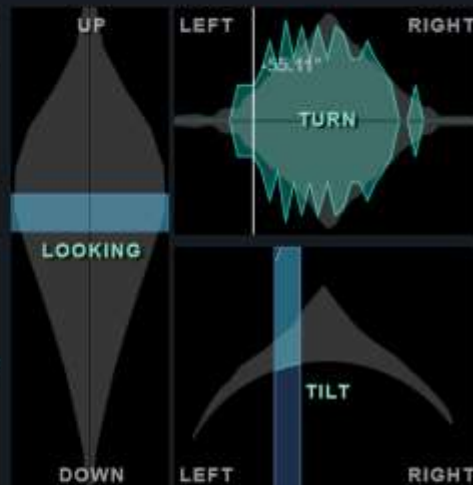 UP
LOOKING
DOWN
LEFT
RIGHT
-55.11°
TURN
TILT
LEFT
RIGHT